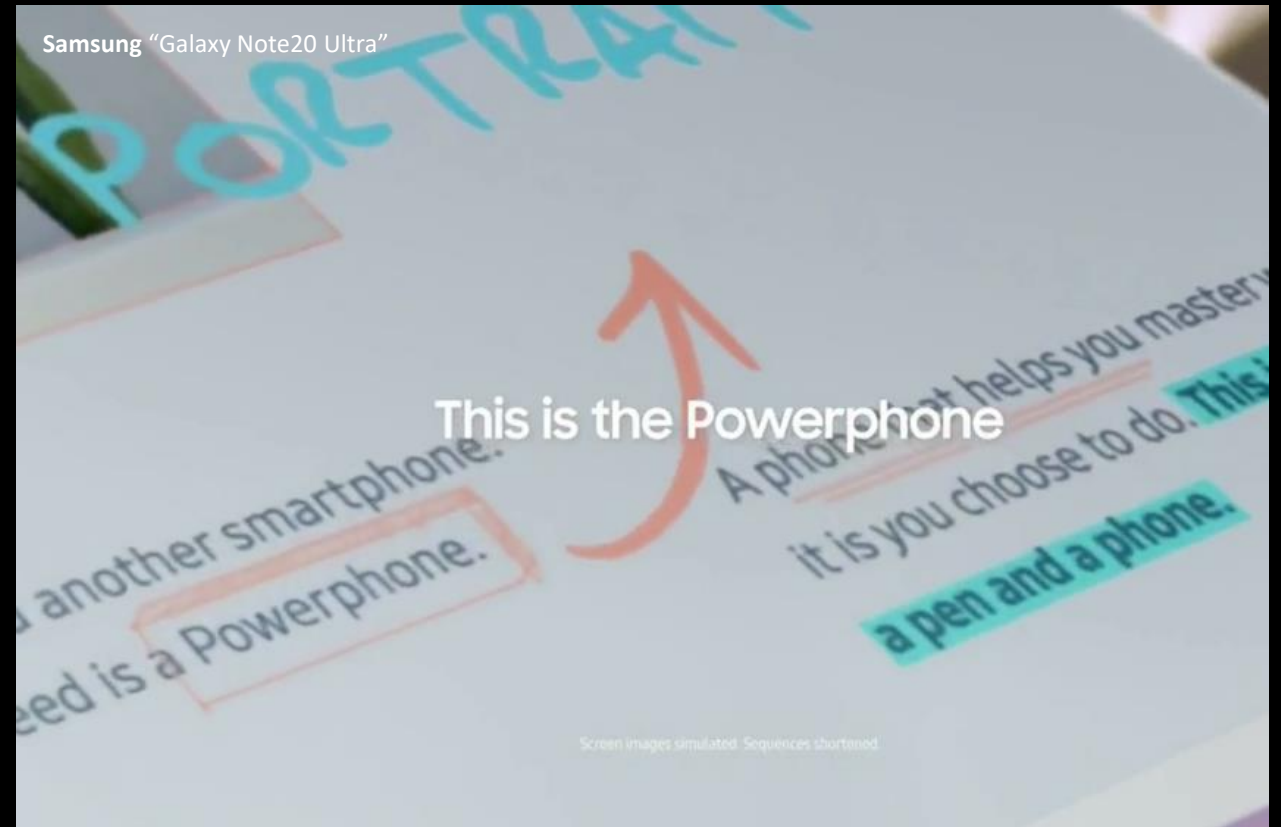 Samsung “Galaxy Note20 Ultra”
PORTRAIT
This is the Powerphone
another smartphone.
is a Powerphone.
A phone that helps you master
it is you choose to do. This
a pen and a phone.
Screen images simulated. Sequences shortened.